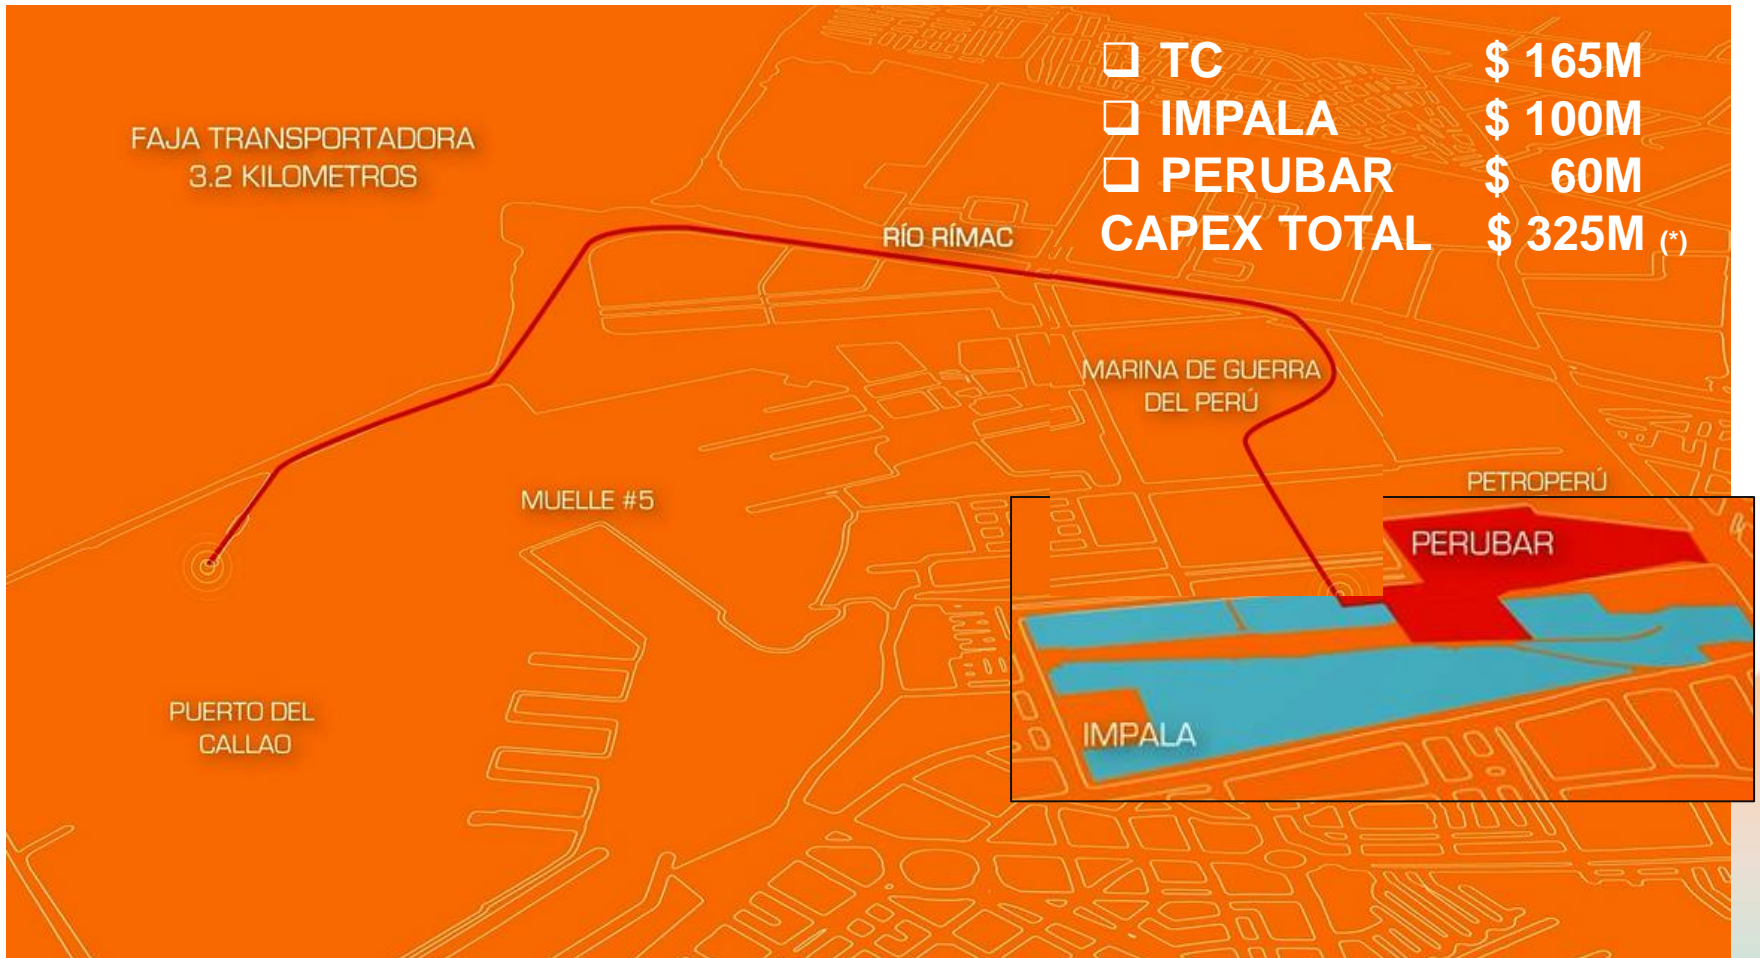 ❑ TC $ 165M
❑ IMPALA $ 100M
❑ PERUBAR $ 60M
CAPEX TOTAL $ 325M (*)
FAJA TRANSPORTADORA
3.2 KILOMETROS
RÍO RÍMAC
MARINA DE GUERRA
DEL PERÚ
PETROPERÚ
MUELLE #5
PERUBAR
PUERTO DEL
CALLAO
IMPALA